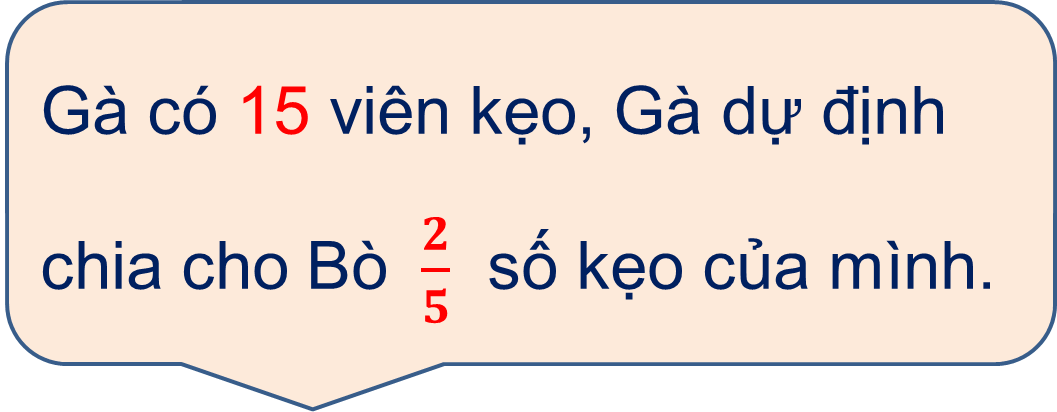 Gà có 15 viên kẹo, Gà dự định
chia cho Bò 2/5 số kẹo của mình.